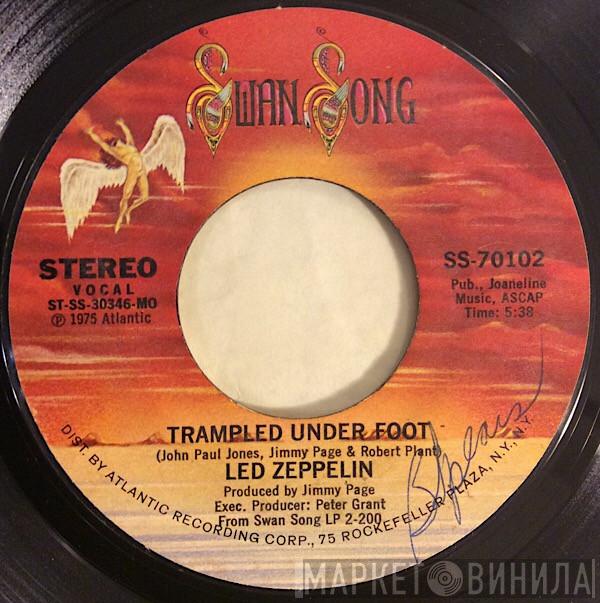 SWAN SONG
STEREO
VOCAL
ST-SS-30346-MO
℗ 1975 Atlantic
SS-70102
Pub., Joaneline
Music, ASCAP
Time: 5:38
TRAMPLED UNDER FOOT
(John Paul Jones, Jimmy Page & Robert Plant)
LED ZEPPELIN
Produced by Jimmy Page
Exec. Producer: Peter Grant
From Swan Song LP 2-200
DIST. BY ATLANTIC RECORDING CORP., 75 ROCKEFELLER PLAZA, N.Y., N.Y.
МАРКЕТ ВИНИЛА